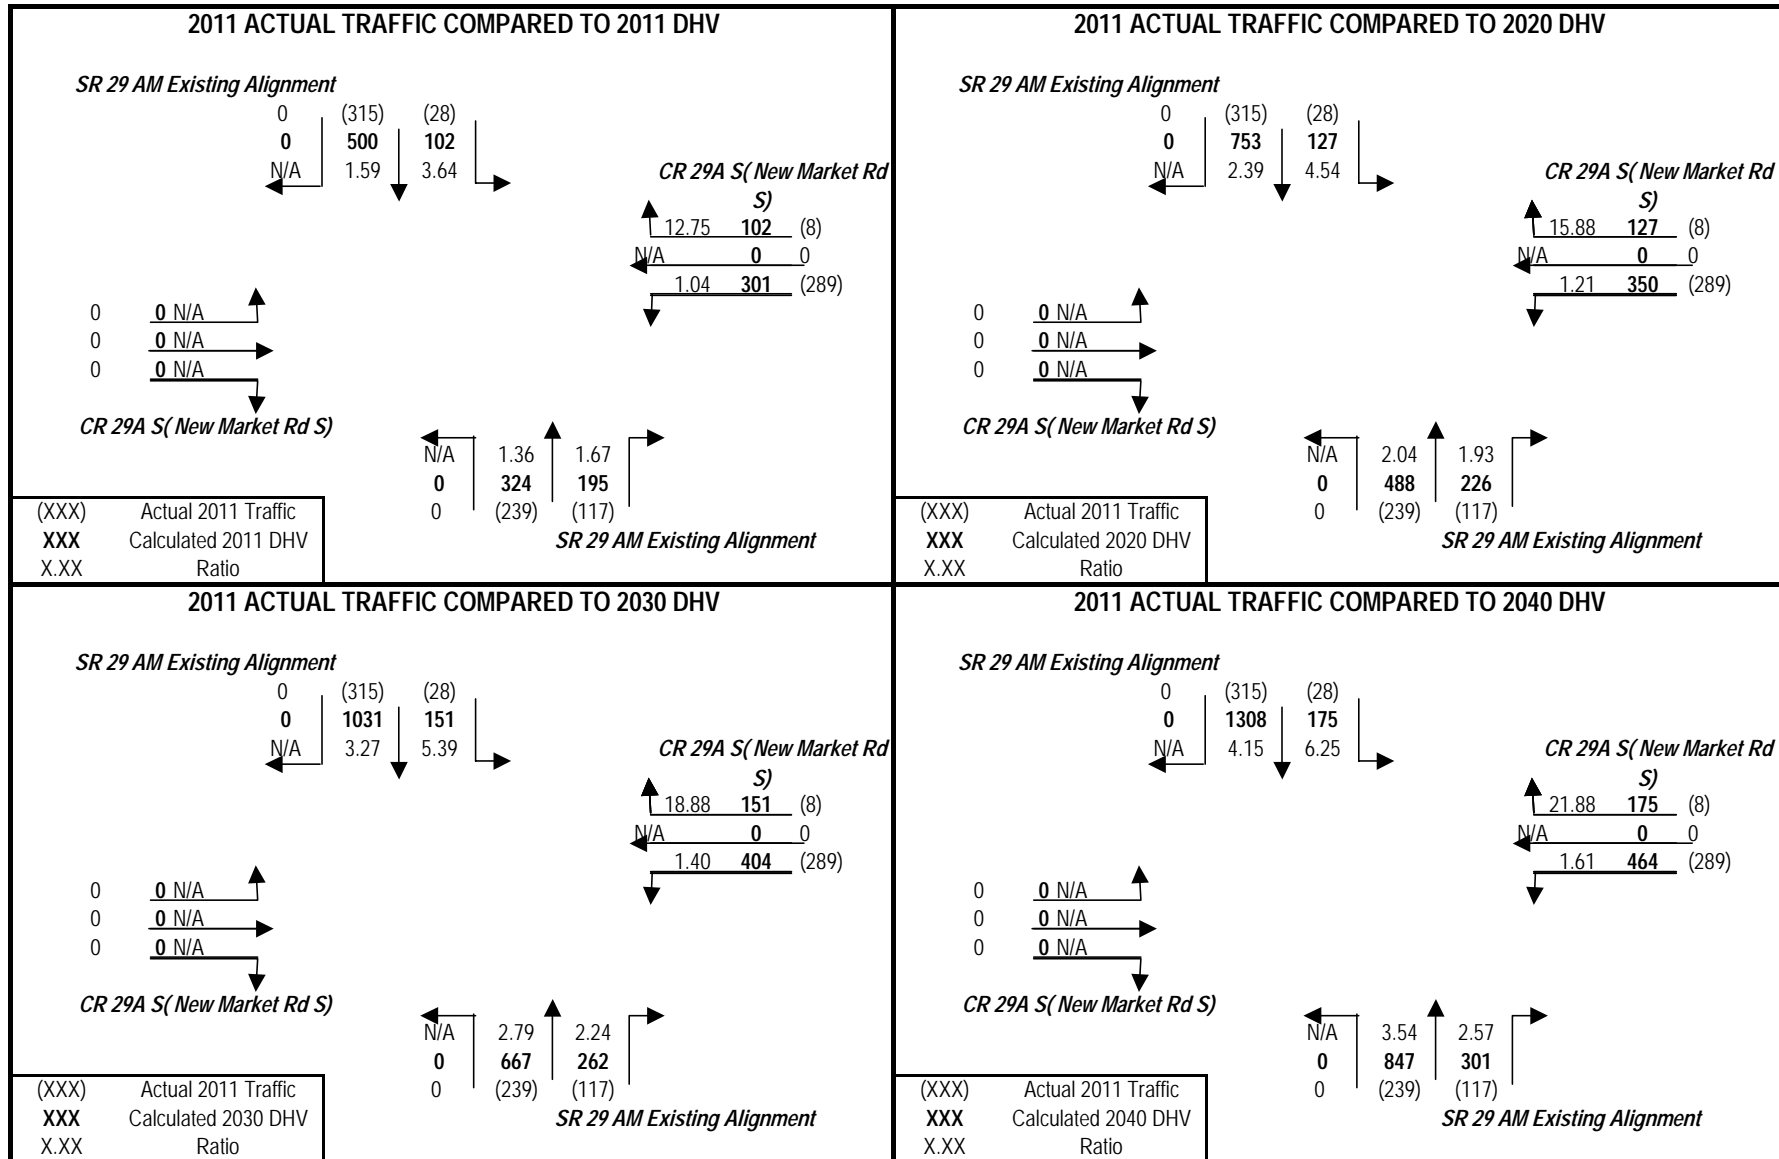 2011 ACTUAL TRAFFIC COMPARED TO 2011 DHV
SR 29 AM Existing Alignment
0 (315) (28)
0 500 102
N/A 1.59 3.64
CR 29A S( New Market Rd
S)
12.75 102 (8)
N/A 0 0
1.04 301 (289)
0 0 N/A
0 0 N/A
0 0 N/A
CR 29A S( New Market Rd S)
N/A 1.36 1.67
0 324 195
0 (239) (117)
SR 29 AM Existing Alignment
(XXX) Actual 2011 Traffic
XXX Calculated 2011 DHV
X.XX Ratio
2011 ACTUAL TRAFFIC COMPARED TO 2020 DHV
SR 29 AM Existing Alignment
0 (315) (28)
0 753 127
N/A 2.39 4.54
CR 29A S( New Market Rd
S)
15.88 127 (8)
N/A 0 0
1.21 350 (289)
0 0 N/A
0 0 N/A
0 0 N/A
CR 29A S( New Market Rd S)
N/A 2.04 1.93
0 488 226
0 (239) (117)
SR 29 AM Existing Alignment
(XXX) Actual 2011 Traffic
XXX Calculated 2020 DHV
X.XX Ratio
2011 ACTUAL TRAFFIC COMPARED TO 2030 DHV
SR 29 AM Existing Alignment
0 (315) (28)
0 1031 151
N/A 3.27 5.39
CR 29A S( New Market Rd
S)
18.88 151 (8)
N/A 0 0
1.40 404 (289)
0 0 N/A
0 0 N/A
0 0 N/A
CR 29A S( New Market Rd S)
N/A 2.79 2.24
0 667 262
0 (239) (117)
SR 29 AM Existing Alignment
(XXX) Actual 2011 Traffic
XXX Calculated 2030 DHV
X.XX Ratio
2011 ACTUAL TRAFFIC COMPARED TO 2040 DHV
SR 29 AM Existing Alignment
0 (315) (28)
0 1308 175
N/A 4.15 6.25
CR 29A S( New Market Rd
S)
21.88 175 (8)
N/A 0 0
1.61 464 (289)
0 0 N/A
0 0 N/A
0 0 N/A
CR 29A S( New Market Rd S)
N/A 3.54 2.57
0 847 301
0 (239) (117)
SR 29 AM Existing Alignment
(XXX) Actual 2011 Traffic
XXX Calculated 2040 DHV
X.XX Ratio